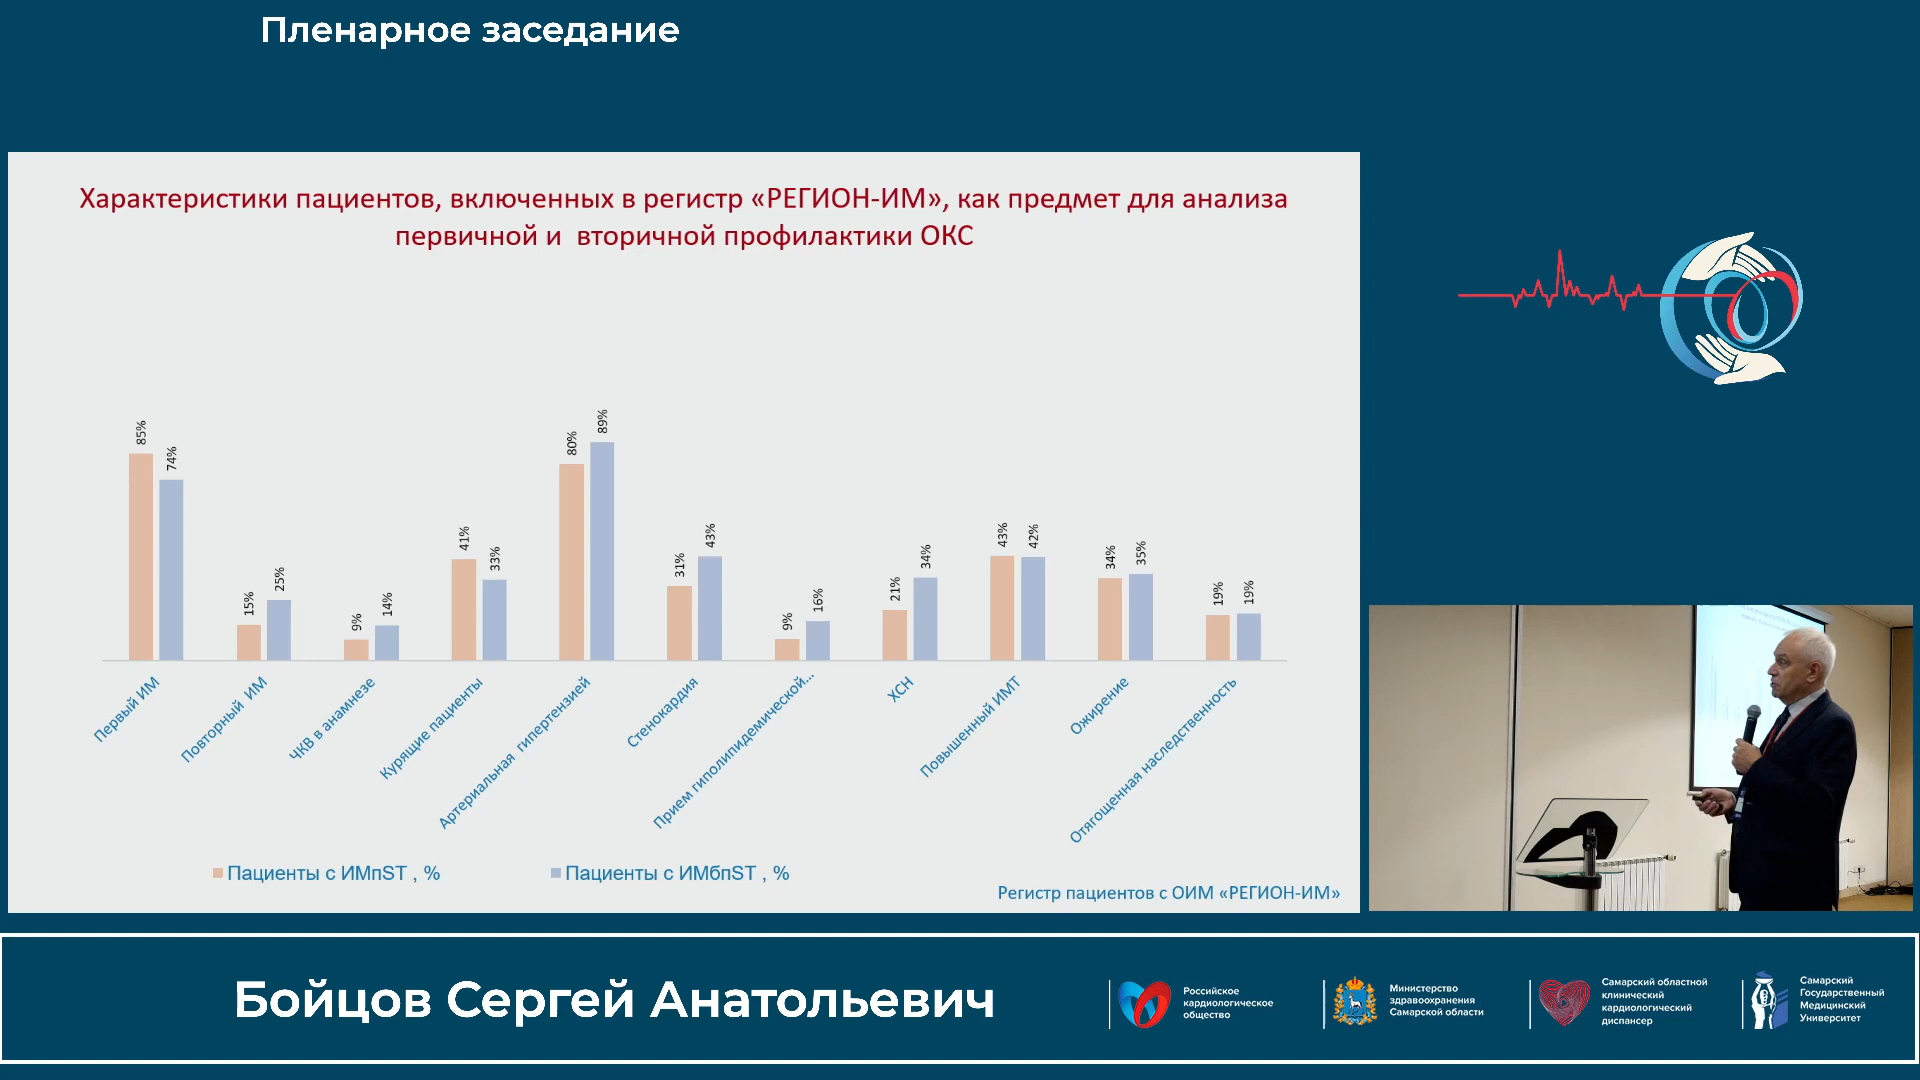 Пленарное заседание
Характеристики пациентов, включенных в регистр «РЕГИОН-ИМ», как предмет для анализа
первичной и вторичной профилактики ОКС
85%
74%
15%
25%
9%
14%
41%
33%
80%
89%
31%
43%
9%
16%
21%
34%
43%
42%
34%
35%
19%
19%
Первый ИМ
Повторный ИМ
ЧКВ в анамнезе
Курящие пациенты
Артериальная гипертензией
Стенокардия
Прием гиполипидемической...
ХСН
Повышенный ИМТ
Ожирение
Отягощенная наследственность
Пациенты с ИМпST , %
Пациенты с ИМбпST , %
Регистр пациентов с ОИМ «РЕГИОН-ИМ»
Бойцов Сергей Анатольевич
Российское
кардиологическое
общество
Министерство
здравоохранения
Самарской области
Самарский областной
клинический
кардиологический
диспансер
Самарский
Государственный
Медицинский
Университет